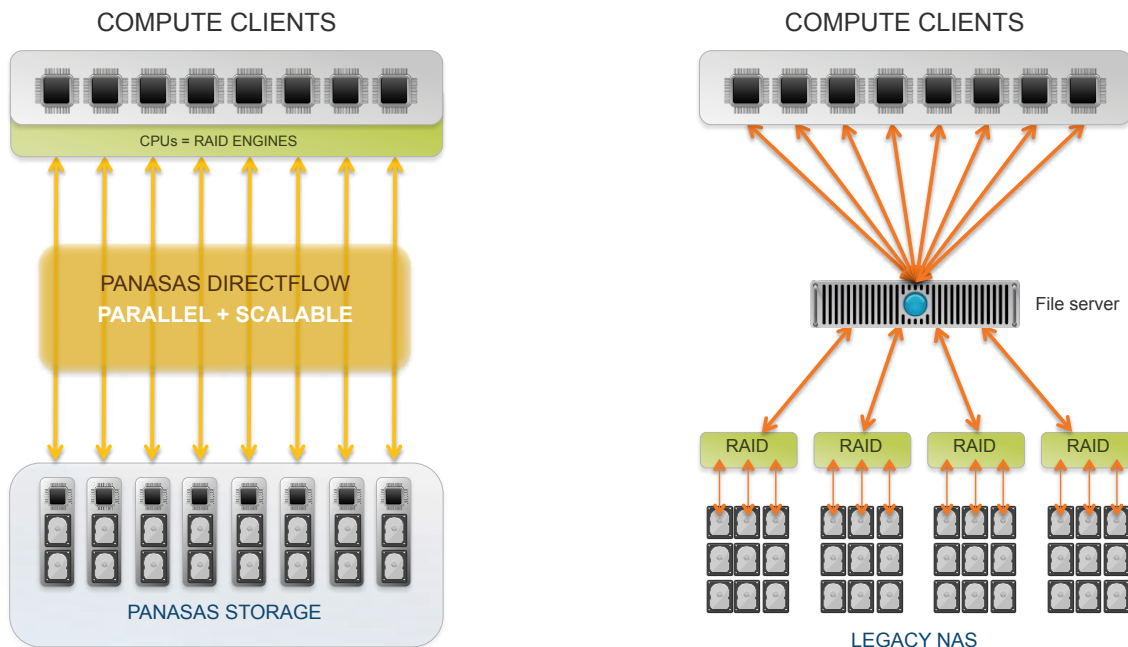 COMPUTE CLIENTS
CPUs = RAID ENGINES
PANASAS DIRECTFLOW
PARALLEL + SCALABLE
PANASAS STORAGE
COMPUTE CLIENTS
File server
RAID
RAID
RAID
RAID
LEGACY NAS